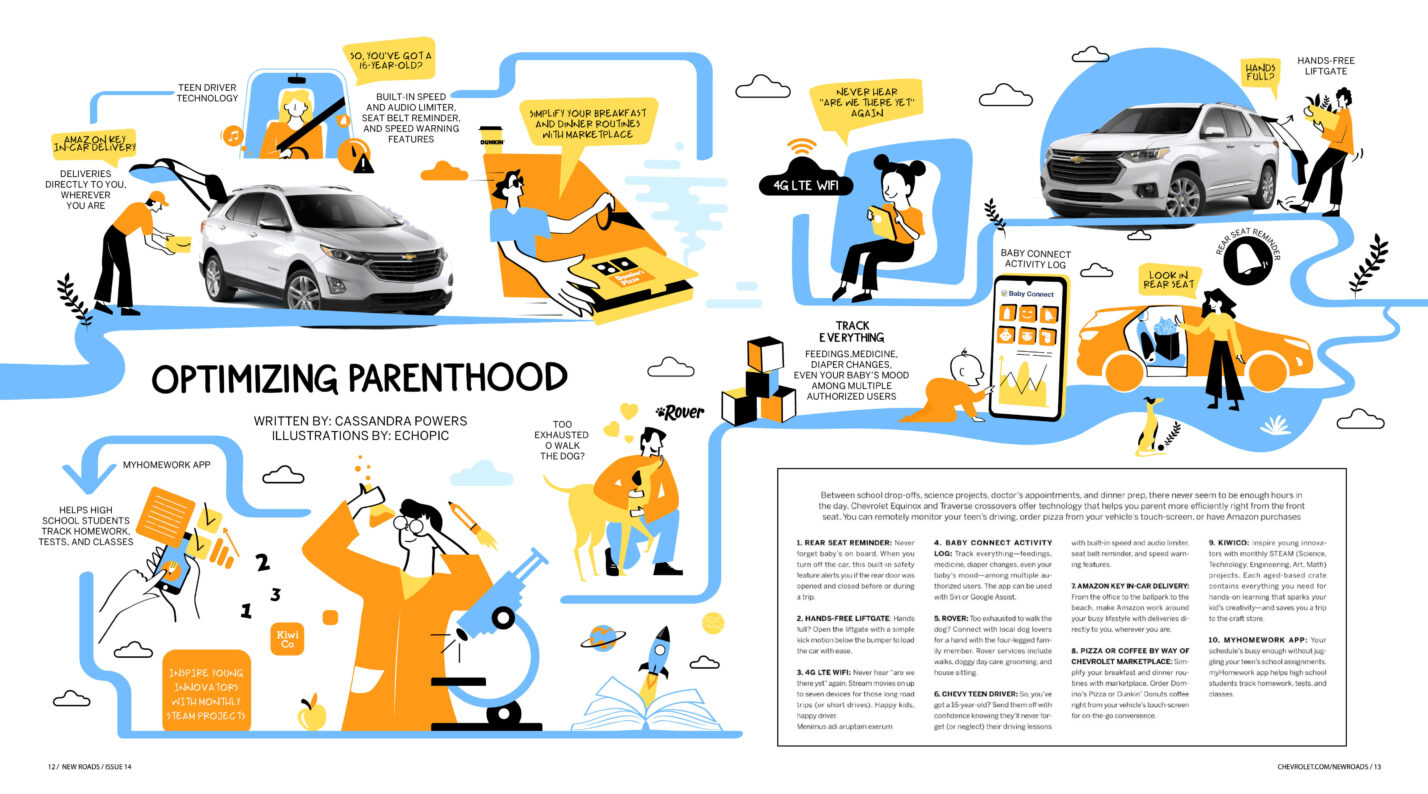 SO, YOU'VE GOT A
16-YEAR-OLD?
TEEN DRIVER
TECHNOLOGY
BUILT-IN SPEED
AND AUDIO LIMITER,
SEAT BELT REMINDER,
AND SPEED WARNING
FEATURES
AMAZON KEY
IN-CAR DELIVERY
DELIVERIES
DIRECTLY TO YOU,
WHEREVER
YOU ARE
DUNKIN'
SIMPLIFY YOUR BREAKFAST
AND DINNER ROUTINES
WITH MARKETPLACE
Domino's
Pizza
NEVER HEAR
"ARE WE THERE YET"
AGAIN
4G LTE WIFI
HANDS
FULL?
HANDS-FREE
LIFTGATE
BABY CONNECT
ACTIVITY LOG
Baby Connect
REAR SEAT REMINDER
LOOK IN
REAR SEAT
TRACK
EVERYTHING
FEEDINGS,MEDICINE,
DIAPER CHANGES,
EVEN YOUR BABY'S MOOD
AMONG MULTIPLE
AUTHORIZED USERS
OPTIMIZING PARENTHOOD
WRITTEN BY: CASSANDRA POWERS
ILLUSTRATIONS BY: ECHOPIC
Rover
TOO
EXHAUSTED
O WALK
THE DOG?
MYHOMEWORK APP
HELPS HIGH
SCHOOL STUDENTS
TRACK HOMEWORK,
TESTS, AND CLASSES
2
3
1
Kiwi
Co
INSPIRE YOUNG
INNOVATORS
WITH MONTHLY
STEAM PROJECTS
Between school drop-offs, science projects, doctor's appointments, and dinner prep, there never seem to be enough hours in
the day. Chevrolet Equinox and Traverse crossovers offer technology that helps you parent more efficiently right from the front
seat. You can remotely monitor your teen's driving, order pizza from your vehicle's touch-screen, or have Amazon purchases
1. REAR SEAT REMINDER: Never
forget baby's on board. When you
turn off the car, this built-in safety
feature alerts you if the rear door was
opened and closed before or during
a trip.
2. HANDS-FREE LIFTGATE: Hands
full? Open the liftgate with a simple
kick motion below the bumper to load
the car with ease.
3. 4G LTE WIFI: Never hear "are we
there yet" again. Stream movies on up
to seven devices for those long road
trips (or short drives). Happy kids,
happy driver.
Menimus adi aruptam exerum
4. BABY CONNECT ACTIVITY
LOG: Track everything—feedings,
medicine, diaper changes, even your
baby's mood—among multiple au-
thorized users. The app can be used
with Siri or Google Assist.
5. ROVER: Too exhausted to walk the
dog? Connect with local dog lovers
for a hand with the four-legged fam-
ily member. Rover services include
walks, doggy day care, grooming, and
house sitting.
6. CHEVY TEEN DRIVER: So, you've
got a 16-year-old? Send them off with
confidence knowing they'll never for-
get (or neglect) their driving lessons
with built-in speed and audio limiter,
seat belt reminder, and speed warn-
ing features.
7. AMAZON KEY IN-CAR DELIVERY:
From the office to the ballpark to the
beach, make Amazon work around
your busy lifestyle with deliveries di-
rectly to you, wherever you are.
8. PIZZA OR COFFEE BY WAY OF
CHEVROLET MARKETPLACE: Sim-
plify your breakfast and dinner rou-
tines with marketplace. Order Dom-
ino's Pizza or Dunkin' Donuts coffee
right from your vehicle's touch-screen
for on-the-go convenience.
9. KIWICO: Inspire young innova-
tors with monthly STEAM (Science,
Technology, Engineering, Art, Math)
projects. Each aged-based crate
contains everything you need for
hands-on learning that sparks your
kid's creativity—and saves you a trip
to the craft store.
10. MYHOMEWORK APP: Your
schedule's busy enough without jug-
gling your teen's school assignments.
myHomework app helps high school
students track homework, tests, and
classes.
12 / NEW ROADS / ISSUE 14
CHEVROLET.COM/NEWROADS / 13